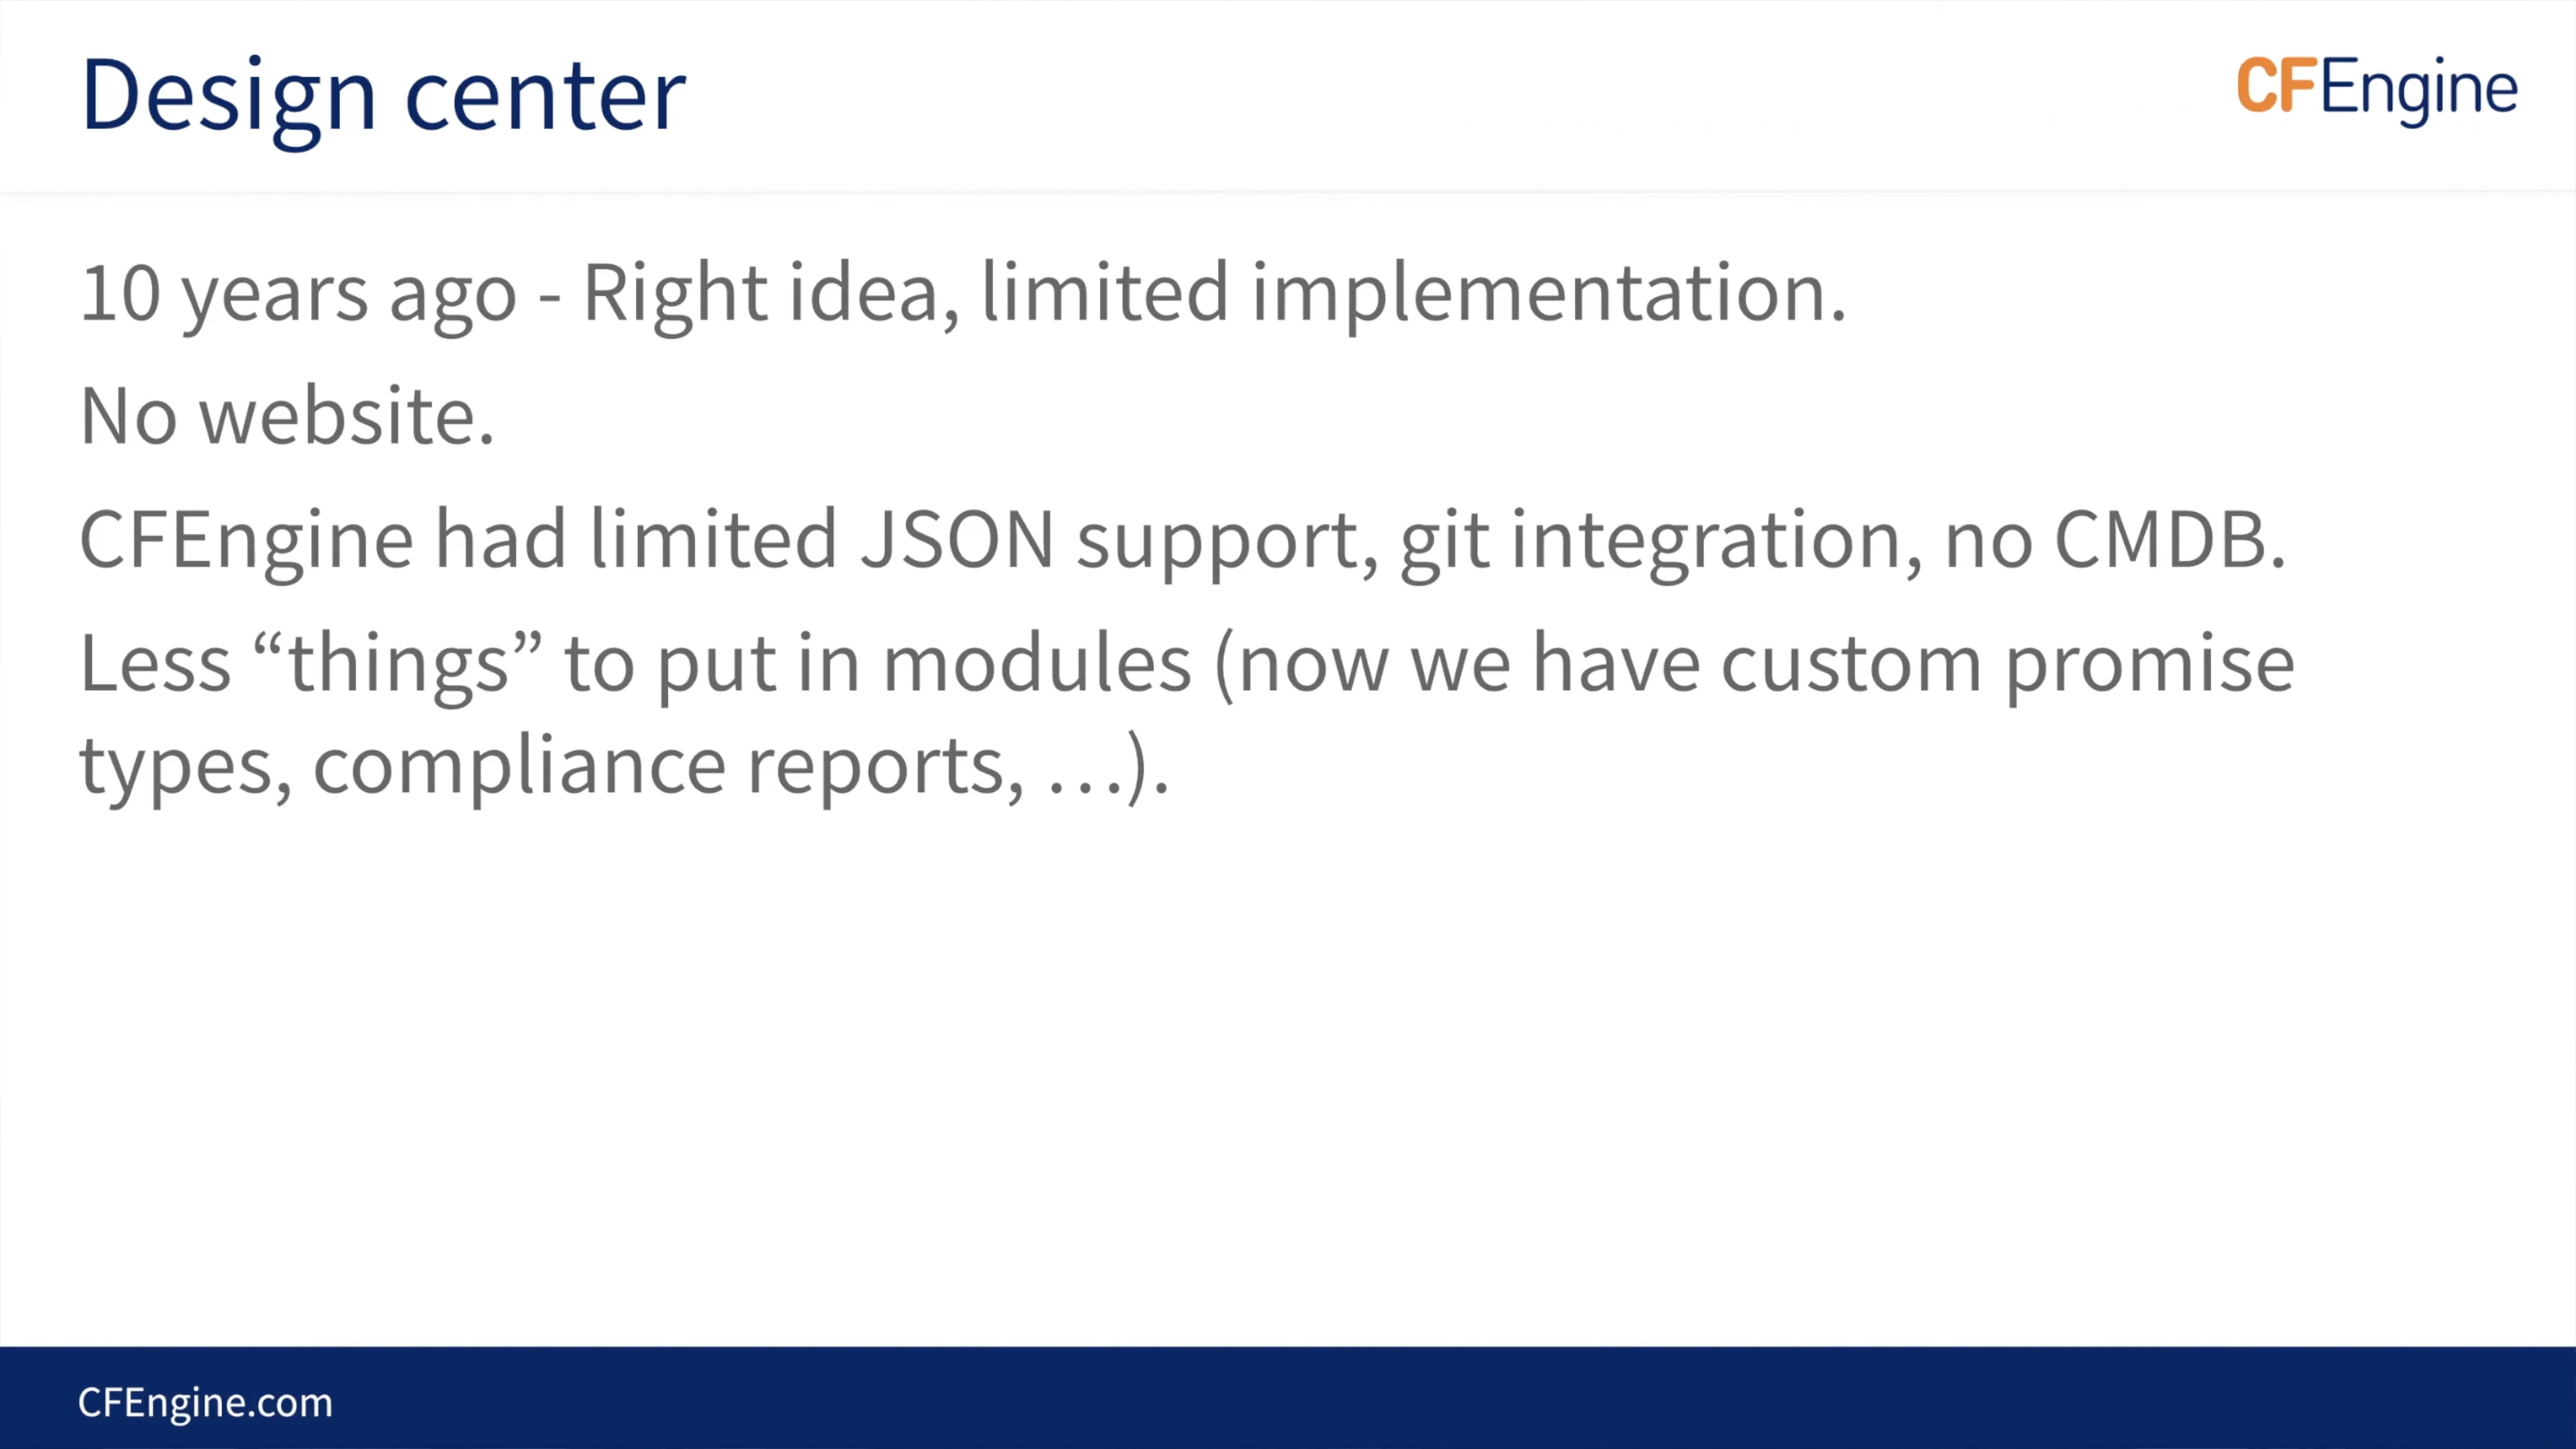 Design center
CFEngine
10 years ago - Right idea, limited implementation.
No website.
CFEngine had limited JSON support, git integration, no CMDB.
Less “things” to put in modules (now we have custom promise
types, compliance reports, …).
CFEngine.com